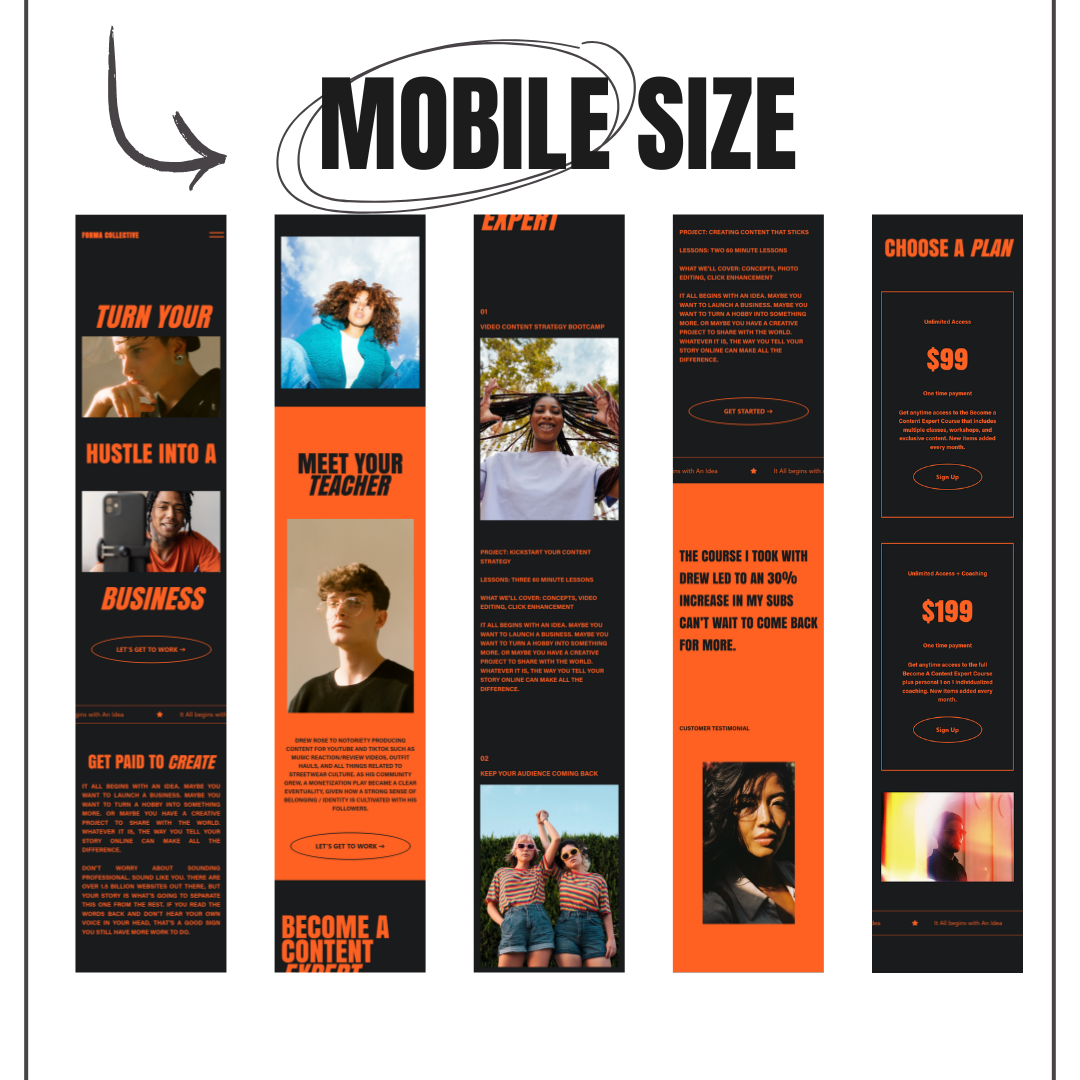 MOBILE SIZE
FORMA COLLECTIVE
TURN YOUR
HUSTLE INTO A
BUSINESS
LET'S GET TO WORK →
gins with An Idea ★ It All begins with
GET PAID TO CREATE
IT ALL BEGINS WITH AN IDEA. MAYBE YOU
WANT TO LAUNCH A BUSINESS. MAYBE YOU
WANT TO TURN A HOBBY INTO SOMETHING
MORE. OR MAYBE YOU HAVE A CREATIVE
PROJECT TO SHARE WITH THE WORLD.
WHATEVER IT IS, THE WAY YOU TELL YOUR
STORY ONLINE CAN MAKE ALL THE
DIFFERENCE.
DON'T WORRY ABOUT SOUNDING
PROFESSIONAL. SOUND LIKE YOU. THERE ARE
OVER 1.5 BILLION WEBSITES OUT THERE, BUT
YOUR STORY IS WHAT'S GOING TO SEPARATE
THIS ONE FROM THE REST. IF YOU READ THE
WORDS BACK AND DON'T HEAR YOUR OWN
VOICE IN YOUR HEAD, THAT'S A GOOD SIGN
YOU STILL HAVE MORE WORK TO DO.
MEET YOUR
TEACHER
DREW ROSE TO NOTORIETY PRODUCING
CONTENT FOR YOUTUBE AND TIKTOK SUCH AS
MUSIC REACTION/REVIEW VIDEOS, OUTFIT
HAULS, AND ALL THINGS RELATED TO
STREETWEAR CULTURE. AS HIS COMMUNITY
GREW, A MONETIZATION PLAY BECAME A CLEAR
EVENTUALITY, GIVEN HOW A STRONG SENSE OF
BELONGING / IDENTITY IS CULTIVATED WITH HIS
FOLLOWERS.
LET'S GET TO WORK →
BECOME A
CONTENT
EXPERT
EXPERT
01
VIDEO CONTENT STRATEGY BOOTCAMP
PROJECT: KICKSTART YOUR CONTENT
STRATEGY
LESSONS: THREE 60 MINUTE LESSONS
WHAT WE'LL COVER: CONCEPTS, VIDEO
EDITING, CLICK ENHANCEMENT
IT ALL BEGINS WITH AN IDEA. MAYBE YOU
WANT TO LAUNCH A BUSINESS. MAYBE YOU
WANT TO TURN A HOBBY INTO SOMETHING
MORE. OR MAYBE YOU HAVE A CREATIVE
PROJECT TO SHARE WITH THE WORLD.
WHATEVER IT IS, THE WAY YOU TELL YOUR
STORY ONLINE CAN MAKE ALL THE
DIFFERENCE.
02
KEEP YOUR AUDIENCE COMING BACK
PROJECT: CREATING CONTENT THAT STICKS
LESSONS: TWO 60 MINUTE LESSONS
WHAT WE'LL COVER: CONCEPTS, PHOTO
EDITING, CLICK ENHANCEMENT
IT ALL BEGINS WITH AN IDEA. MAYBE YOU
WANT TO LAUNCH A BUSINESS. MAYBE YOU
WANT TO TURN A HOBBY INTO SOMETHING
MORE. OR MAYBE YOU HAVE A CREATIVE
PROJECT TO SHARE WITH THE WORLD.
WHATEVER IT IS, THE WAY YOU TELL YOUR
STORY ONLINE CAN MAKE ALL THE
DIFFERENCE.
GET STARTED →
ns with An Idea ★ It All begins with
THE COURSE I TOOK WITH
DREW LED TO AN 30%
INCREASE IN MY SUBS
CAN'T WAIT TO COME BACK
FOR MORE.
CUSTOMER TESTIMONIAL
CHOOSE A PLAN
Unlimited Access
$99
One time payment
Get anytime access to the Become a
Content Expert Course that includes
multiple classes, workshops, and
exclusive content. New items added
every month.
Sign Up
Unlimited Access + Coaching
$199
One time payment
Get anytime access to the full
Become A Content Expert Course
plus personal 1 on 1 individualized
coaching. New items added every
month.
Sign Up
dea ★ It All begins with An Idea